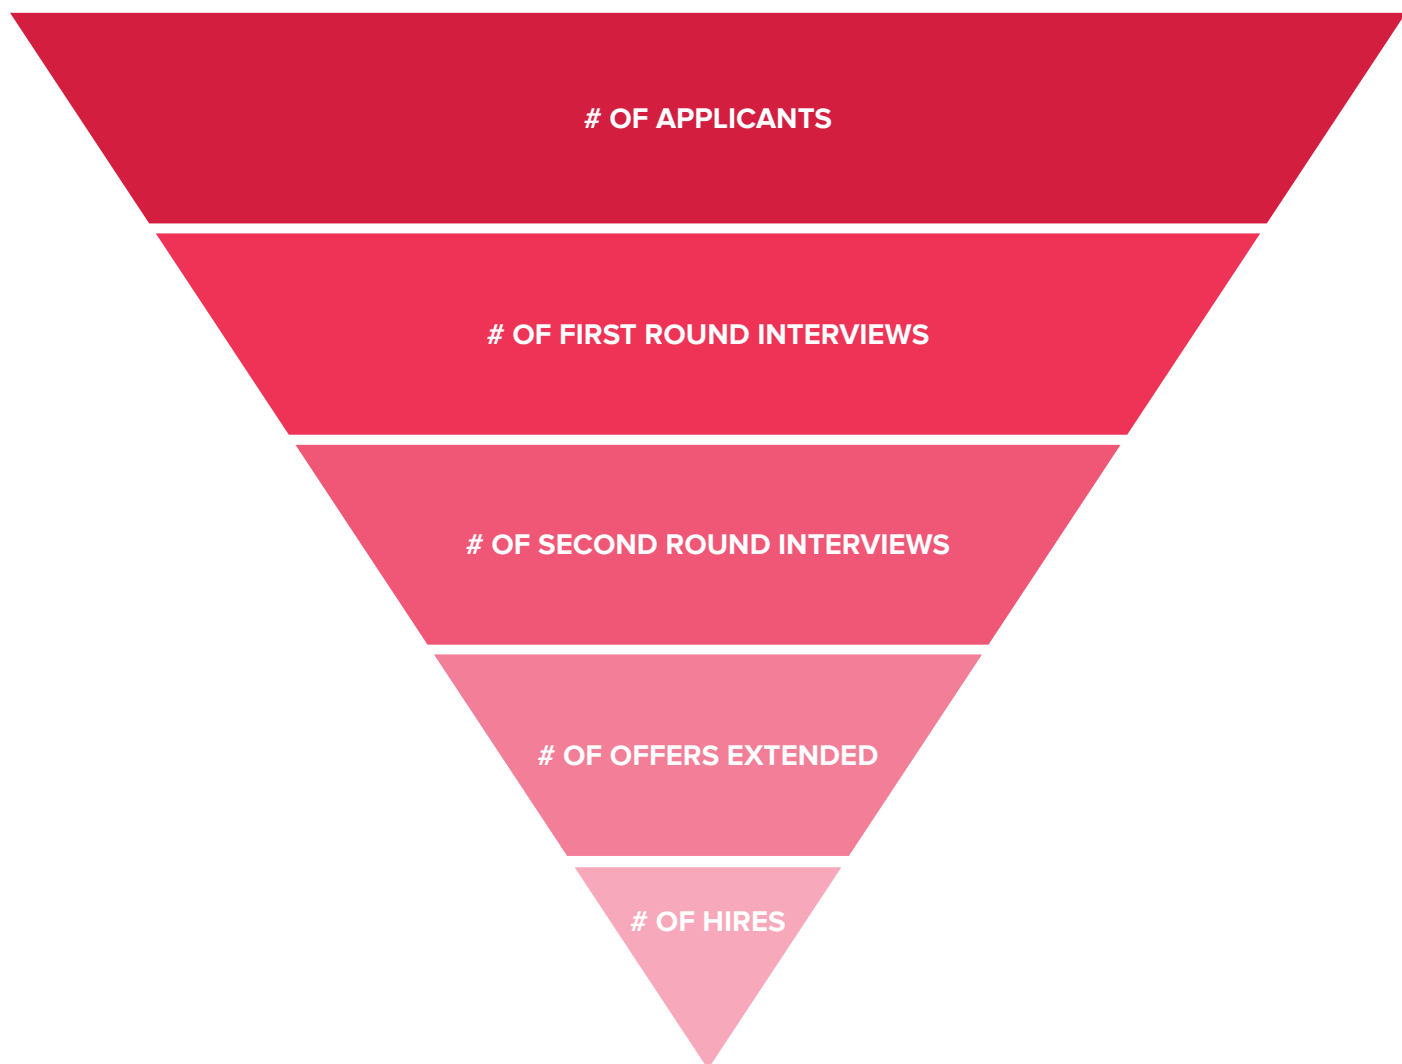 # OF APPLICANTS
# OF FIRST ROUND INTERVIEWS
# OF SECOND ROUND INTERVIEWS
# OF OFFERS EXTENDED
# OF HIRES